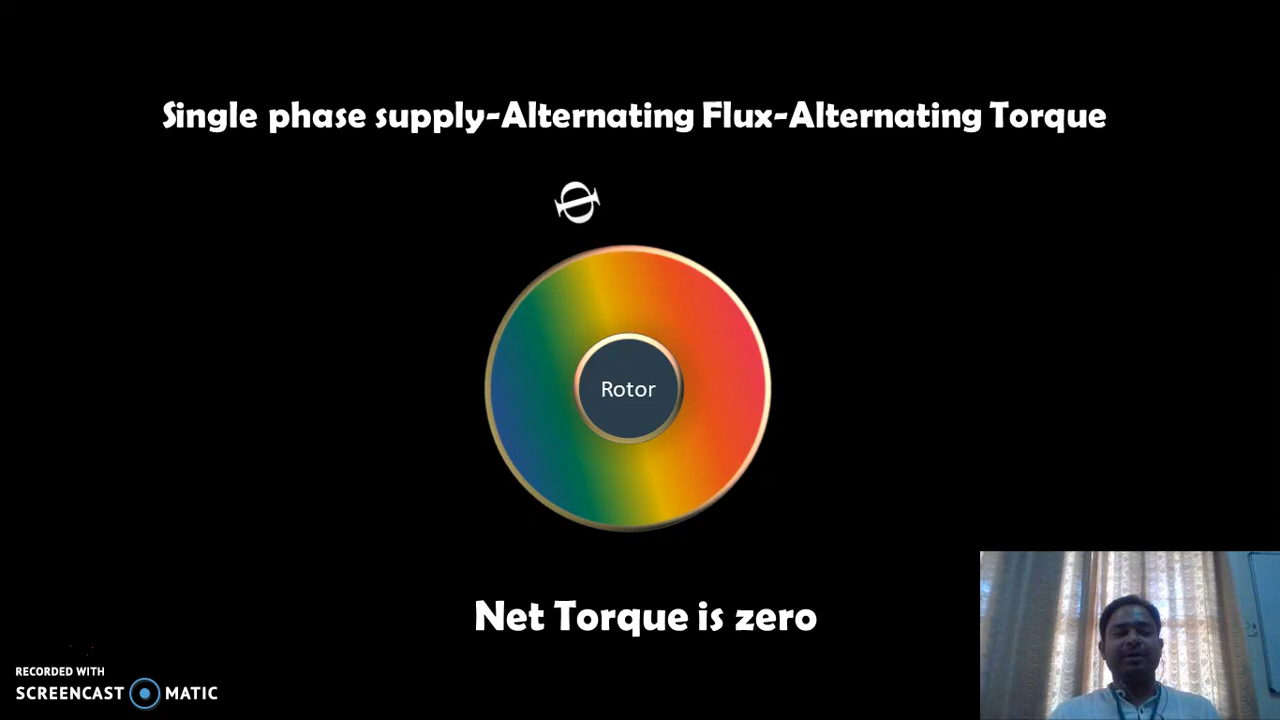 Single phase supply-Alternating Flux-Alternating Torque
Φ
Rotor
Net Torque is zero
RECORDED WITH
SCREENCAST MATIC